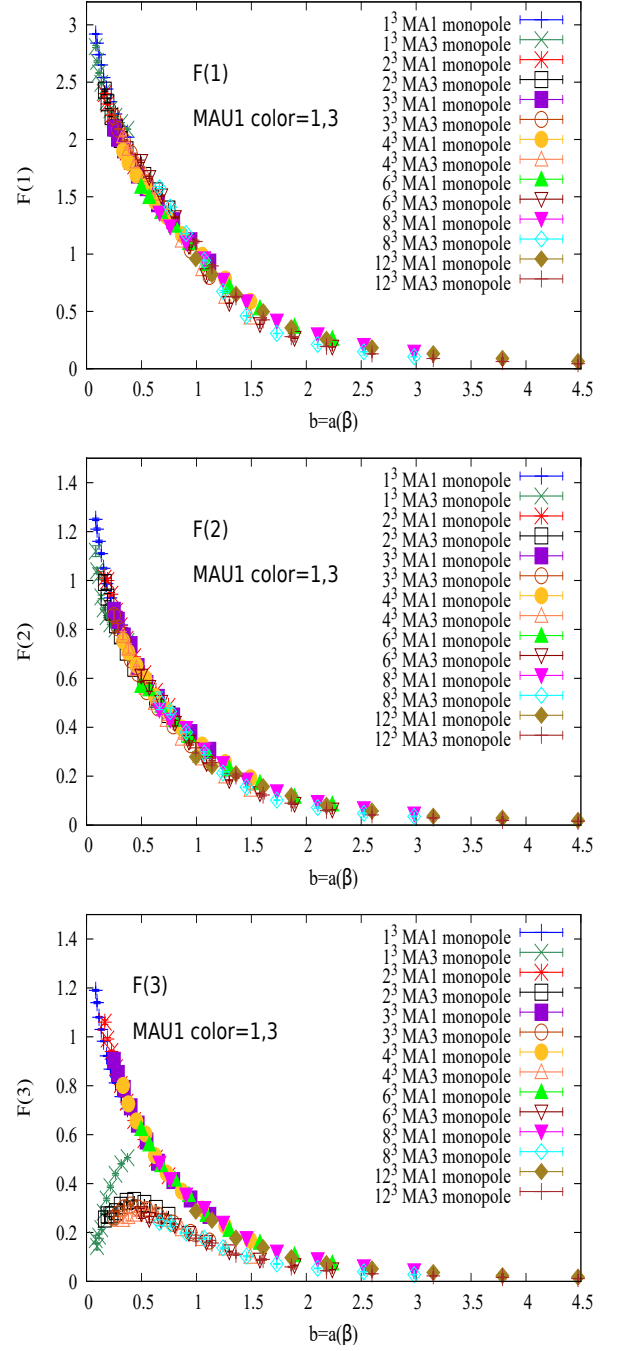 3
2.5
2
1.5
1
0.5
0
F(1)
F(1)
MAU1 color=1,3
1³ MA1 monopole
1³ MA3 monopole
2³ MA1 monopole
2³ MA3 monopole
3³ MA1 monopole
3³ MA3 monopole
4³ MA1 monopole
4³ MA3 monopole
6³ MA1 monopole
6³ MA3 monopole
8³ MA1 monopole
8³ MA3 monopole
12³ MA1 monopole
12³ MA3 monopole
0 0.5 1 1.5 2 2.5 3 3.5 4 4.5
b=a(β)
1.4
1.2
1
0.8
0.6
0.4
0.2
0
F(2)
F(2)
MAU1 color=1,3
1³ MA1 monopole
1³ MA3 monopole
2³ MA1 monopole
2³ MA3 monopole
3³ MA1 monopole
3³ MA3 monopole
4³ MA1 monopole
4³ MA3 monopole
6³ MA1 monopole
6³ MA3 monopole
8³ MA1 monopole
8³ MA3 monopole
12³ MA1 monopole
12³ MA3 monopole
0 0.5 1 1.5 2 2.5 3 3.5 4 4.5
b=a(β)
1.4
1.2
1
0.8
0.6
0.4
0.2
0
F(3)
F(3)
MAU1 color=1,3
1³ MA1 monopole
1³ MA3 monopole
2³ MA1 monopole
2³ MA3 monopole
3³ MA1 monopole
3³ MA3 monopole
4³ MA1 monopole
4³ MA3 monopole
6³ MA1 monopole
6³ MA3 monopole
8³ MA1 monopole
8³ MA3 monopole
12³ MA1 monopole
12³ MA3 monopole
0 0.5 1 1.5 2 2.5 3 3.5 4 4.5
b=a(β)